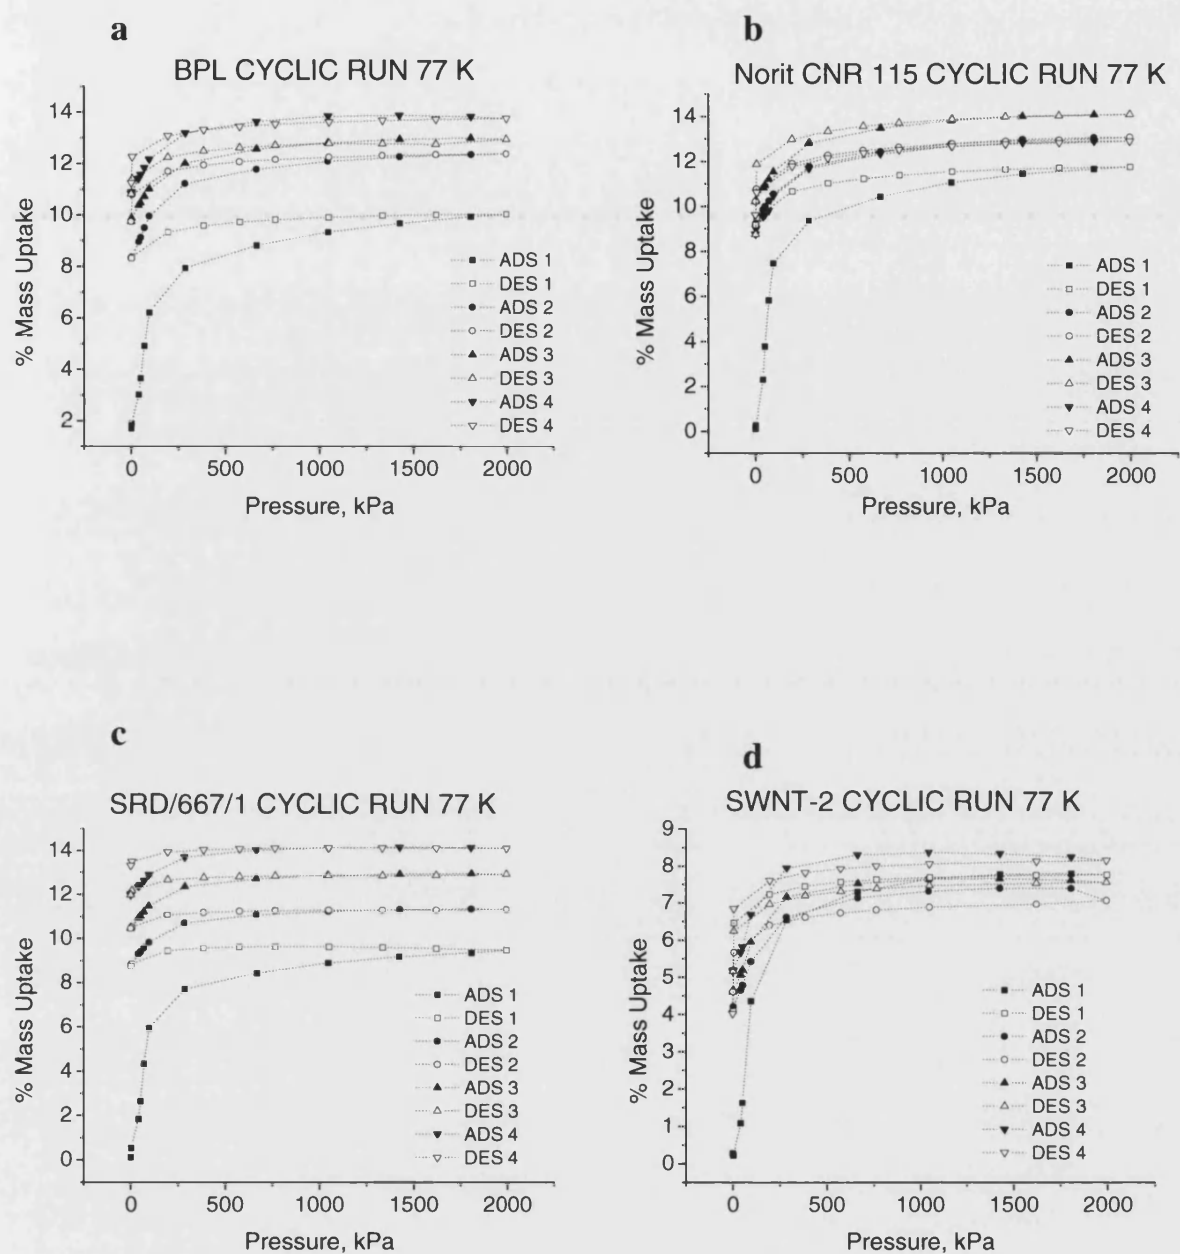 a
BPL CYCLIC RUN 77 K
% Mass Uptake
14
12
10
8
6
4
2
0
500
1000
1500
2000
Pressure, kPa
ADS 1
DES 1
ADS 2
DES 2
ADS 3
DES 3
ADS 4
DES 4
b
Norit CNR 115 CYCLIC RUN 77 K
% Mass Uptake
14
12
10
8
6
4
2
0
0
500
1000
1500
2000
Pressure, kPa
ADS 1
DES 1
ADS 2
DES 2
ADS 3
DES 3
ADS 4
DES 4
c
SRD/667/1 CYCLIC RUN 77 K
% Mass Uptake
14
12
10
8
6
4
2
0
0
500
1000
1500
2000
Pressure, kPa
ADS 1
DES 1
ADS 2
DES 2
ADS 3
DES 3
ADS 4
DES 4
d
SWNT-2 CYCLIC RUN 77 K
% Mass Uptake
9
8
7
6
5
4
3
2
1
0
0
500
1000
1500
2000
Pressure, kPa
ADS 1
DES 1
ADS 2
DES 2
ADS 3
DES 3
ADS 4
DES 4